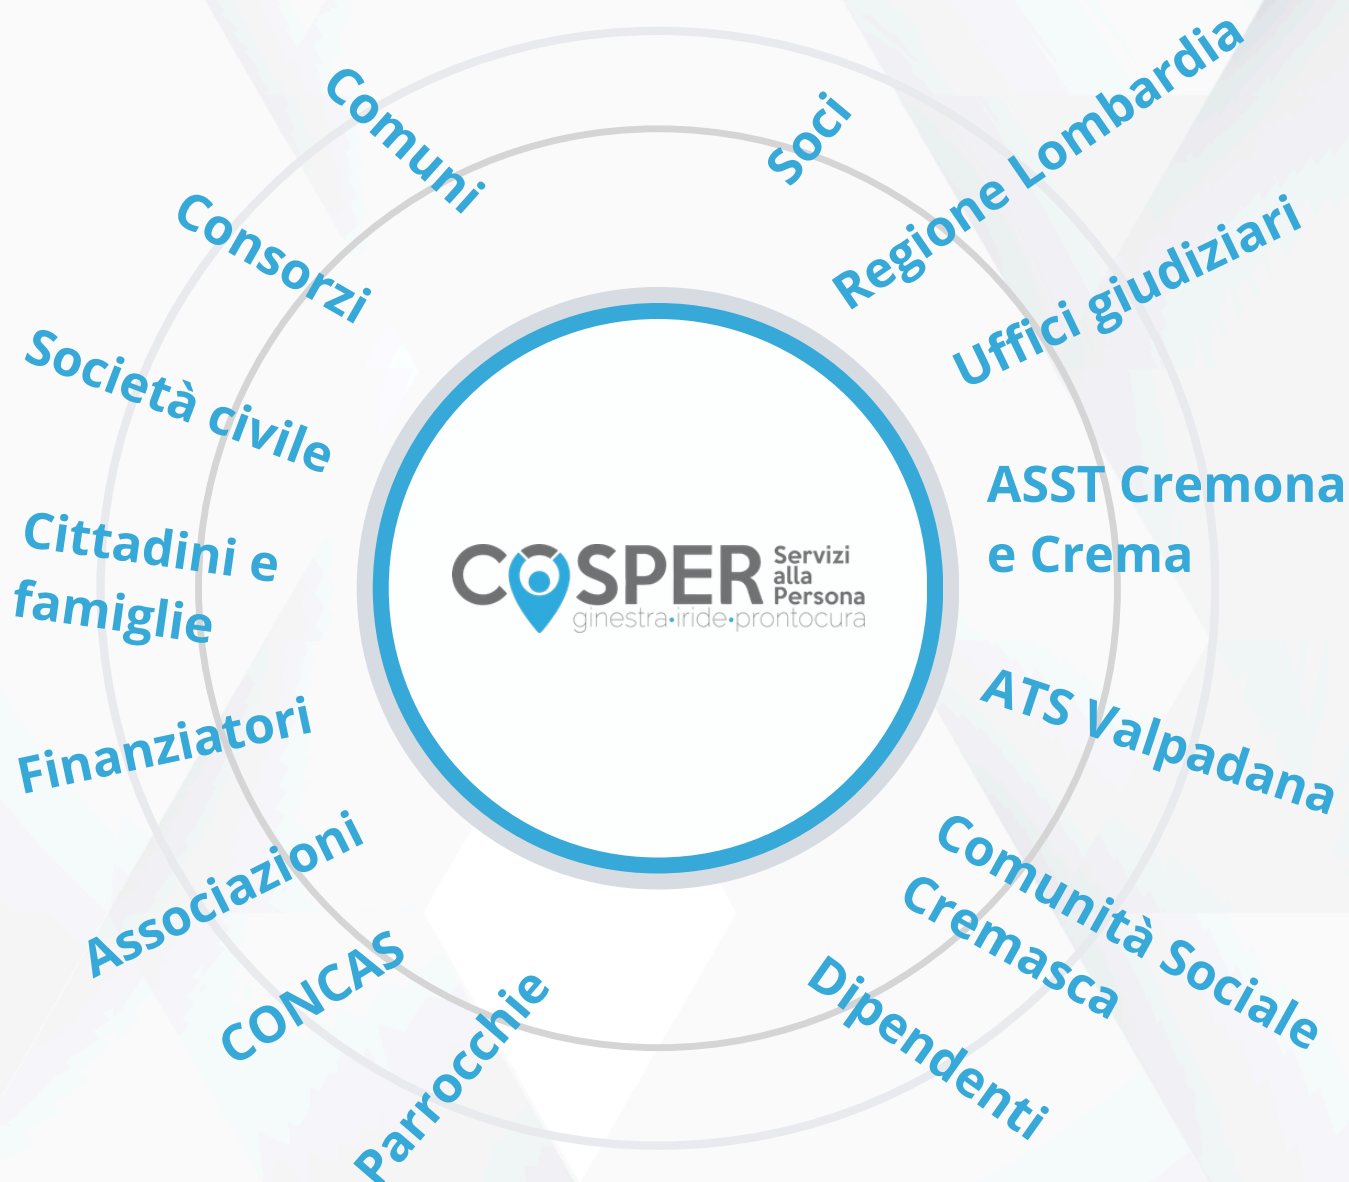 Comuni
Soci
Regione Lombardia
Consorzi
Uffici giudiziari
Società civile
ASST Cremona
e Crema
Cittadini e
famiglie
COSPER
Servizi
alla
Persona
ginestra•iride•prontocura
Finanziatori
ATS Valpadana
Associazioni
Comunità Sociale
Cremasca
CONCAS
Parrocchie
Dipendenti